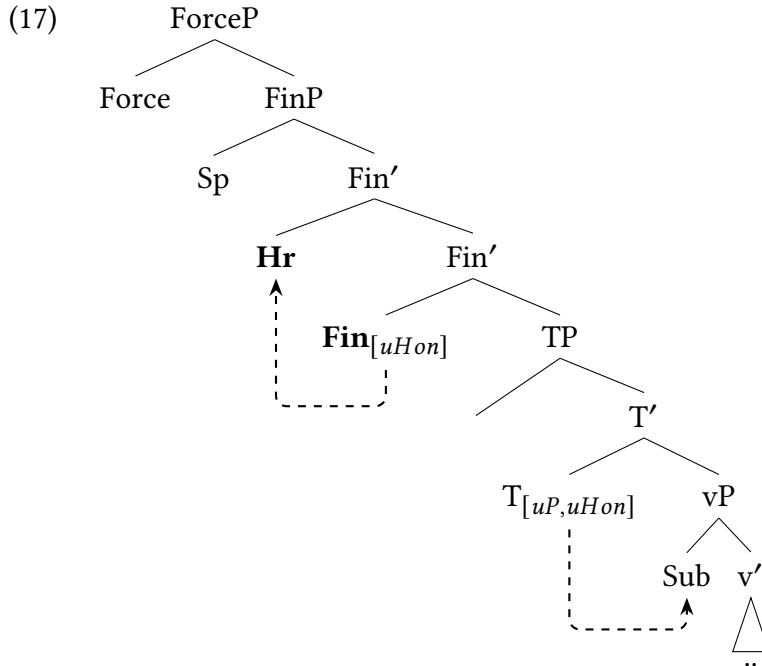 (17)
ForceP
Force FinP
Sp Fin′
Hr Fin′
Fin[uHon] TP
T′
T[uP,uHon] vP
Sub v′
..